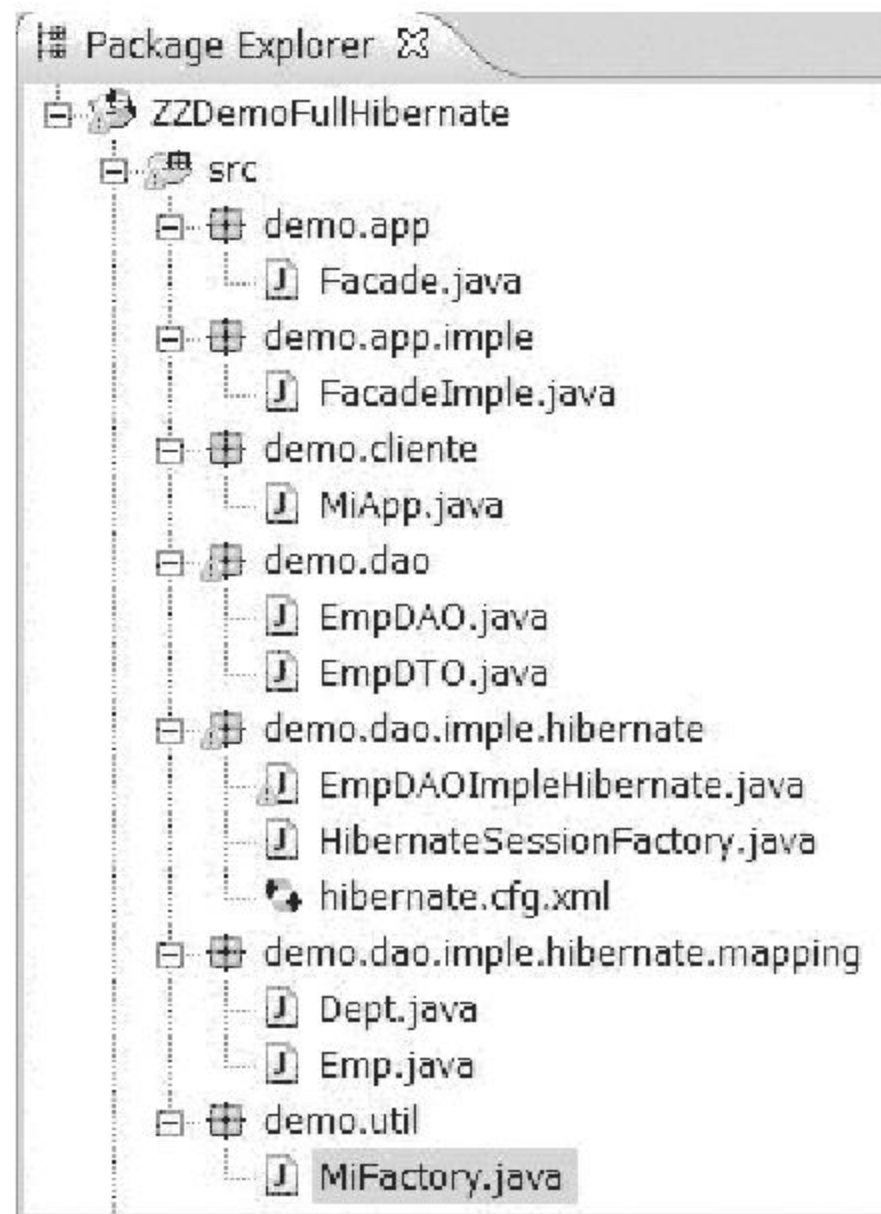 Package Explorer
ZZDemoFullHibernate
src
demo.app
Facade.java
demo.app.imple
FacadeImple.java
demo.cliente
MiApp.java
demo.dao
EmpDAO.java
EmpDTO.java
demo.dao.imple.hibernate
EmpDAOImpleHibernate.java
HibernateSessionFactory.java
hibernate.cfg.xml
demo.dao.imple.hibernate.mapping
Dept.java
Emp.java
demo.util
MiFactory.java